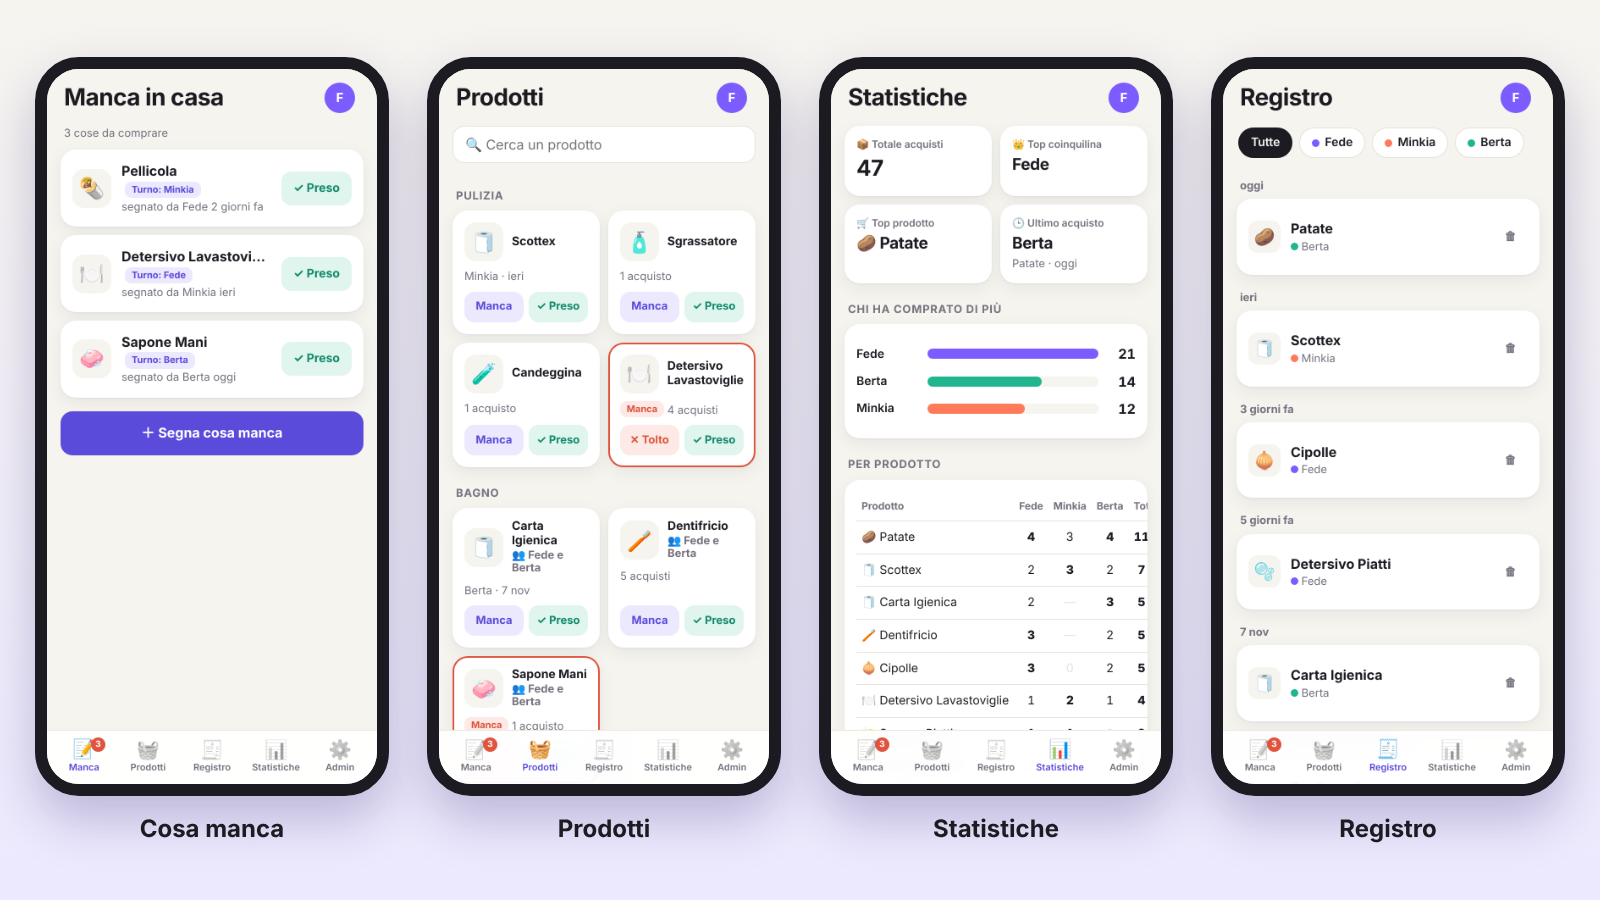 Manca in casa
F
3 cose da comprare
Pellicola
Turno: Minkia
segnato da Fede 2 giorni fa
✓ Preso
Detersivo Lavastovi...
Turno: Fede
segnato da Minkia ieri
✓ Preso
Sapone Mani
Turno: Berta
segnato da Berta oggi
✓ Preso
+ Segna cosa manca
3
Manca
Prodotti
Registro
Statistiche
Admin
Cosa manca
Prodotti
F
Cerca un prodotto
PULIZIA
Scottex
Minkia · ieri
Manca
✓ Preso
Sgrassatore
1 acquisto
Manca
✓ Preso
Candeggina
1 acquisto
Manca
✓ Preso
Detersivo
Lavastoviglie
Manca 4 acquisti
✕ Tolto
✓ Preso
BAGNO
Carta
Igienica
Fede e
Berta
Berta · 7 nov
Manca
✓ Preso
Dentifricio
Fede e
Berta
5 acquisti
Manca
✓ Preso
Sapone Mani
Fede e
Berta
Manca 1 acquisto
3
Manca
Prodotti
Registro
Statistiche
Admin
Prodotti
Statistiche
F
Totale acquisti
47
Top coinquilina
Fede
Top prodotto
Patate
Ultimo acquisto
Berta
Patate · oggi
CHI HA COMPRATO DI PIÙ
Fede 21
Berta 14
Minkia 12
PER PRODOTTO
Prodotto Fede Minkia Berta Tot
Patate 4 3 4 11
Scottex 2 3 2 7
Carta Igienica 2 — 3 5
Dentifricio 3 — 2 5
Cipolle 3 0 2 5
Detersivo Lavastoviglie 1 2 1 4
3
Manca
Prodotti
Registro
Statistiche
Admin
Statistiche
Registro
F
Tutte
Fede
Minkia
Berta
oggi
Patate
Berta
ieri
Scottex
Minkia
3 giorni fa
Cipolle
Fede
5 giorni fa
Detersivo Piatti
Fede
7 nov
Carta Igienica
Berta
3
Manca
Prodotti
Registro
Statistiche
Admin
Registro